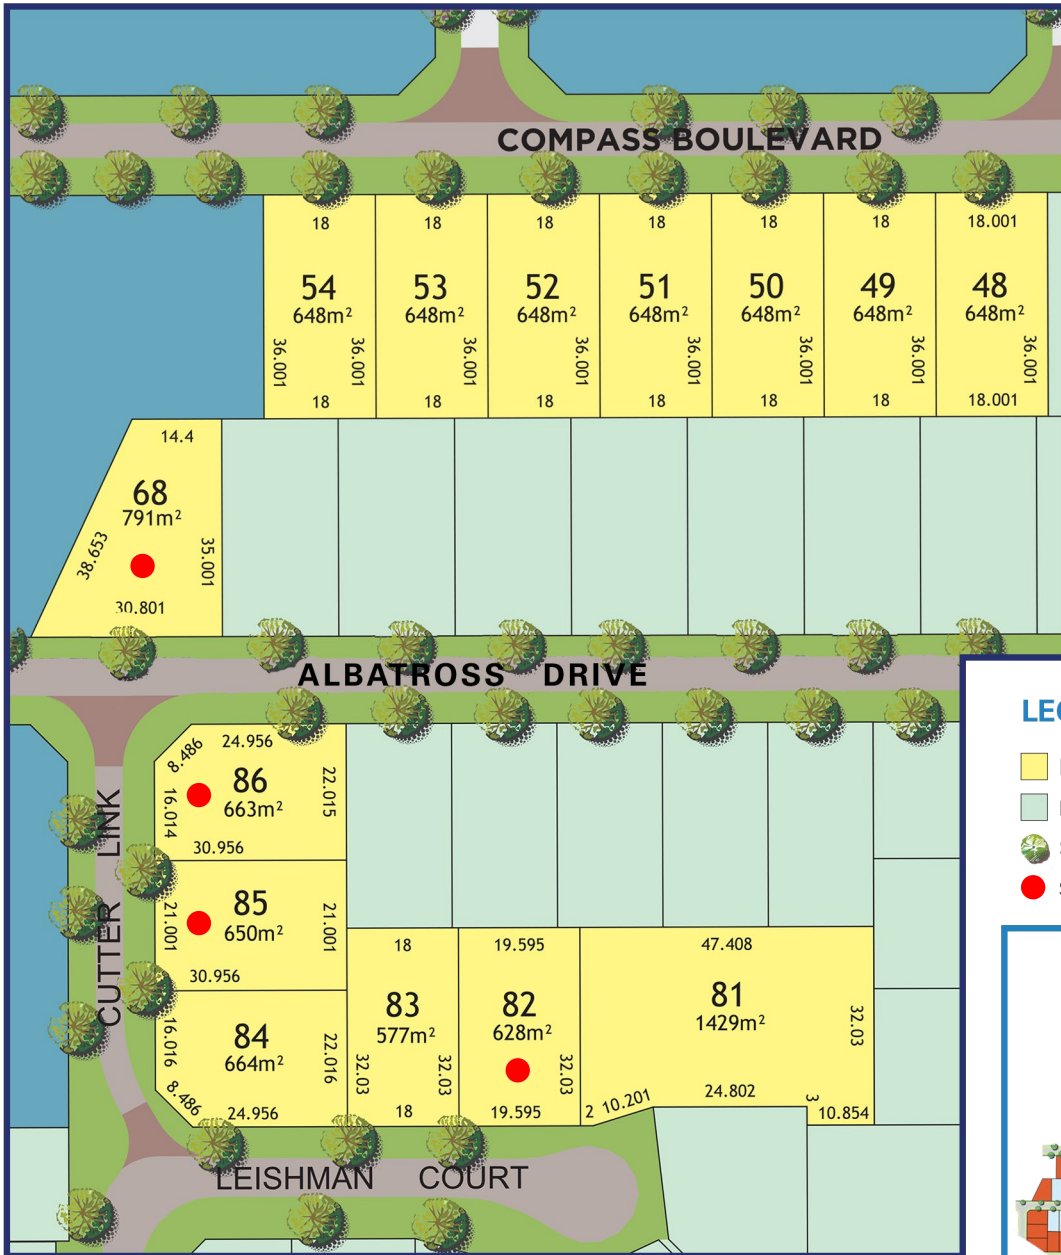 COMPASS BOULEVARD
18 18 18 18 18 18 18.001
54 53 52 51 50 49 48
648m² 648m² 648m² 648m² 648m² 648m² 648m²
36.001 36.001 36.001 36.001 36.001 36.001 36.001 36.001
18 18 18 18 18 18 18.001
14.4
68
791m²
38.653 35.001
30.801
ALBATROSS DRIVE
8.486 24.956
86
663m²
16.014 22.015
30.956
85
650m²
21.001 21.001
30.956
84
664m²
16.016 22.016
8.486 24.956
CUTTER LINK
18
83
577m²
32.03 32.03
18
19.595
82
628m²
32.03
19.595
47.408
81
1429m²
32.03
2 10.201 24.802 3 10.854
LEISHMAN COURT